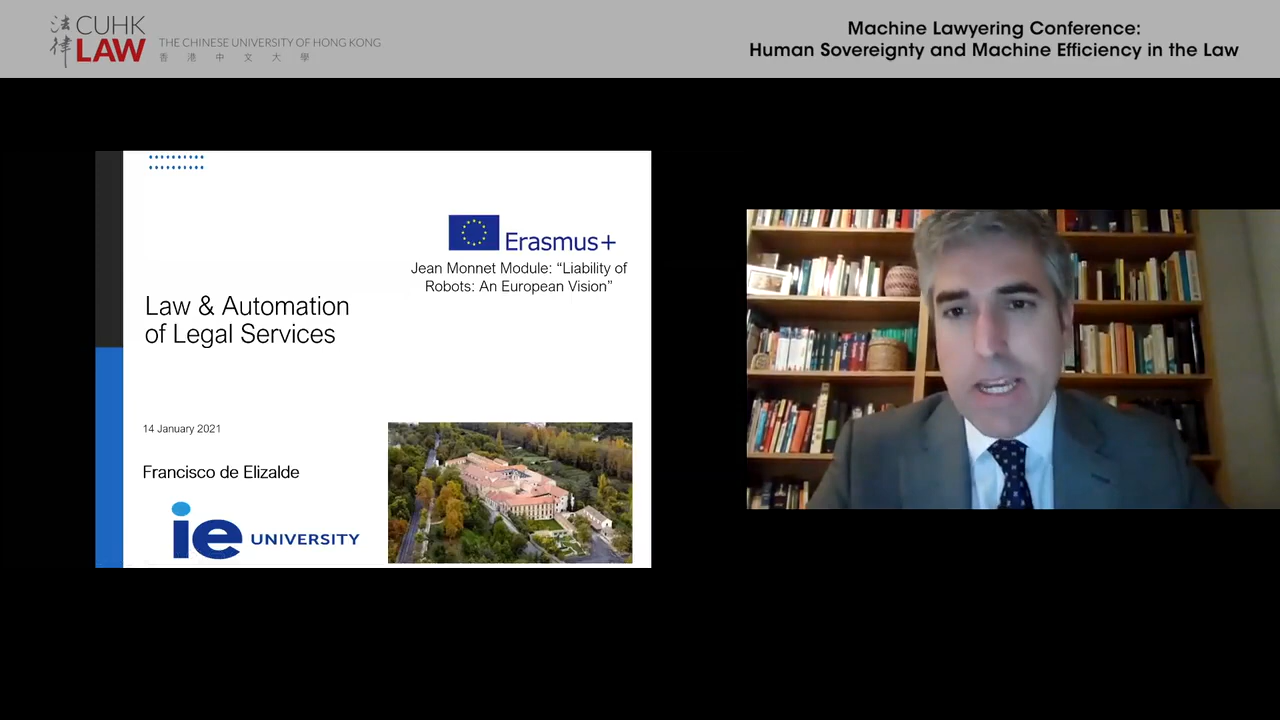 法律
CUHK
LAW
THE CHINESE UNIVERSITY OF HONG KONG
香 港 中 文 大 學
Machine Lawyering Conference:
Human Sovereignty and Machine Efficiency in the Law
Erasmus+
Jean Monnet Module: “Liability of
Robots: An European Vision”
Law & Automation
of Legal Services
14 January 2021
Francisco de Elizalde
ie UNIVERSITY